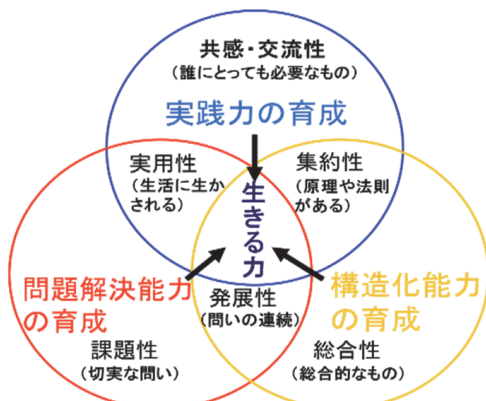 共感・交流性
(誰にとっても必要なもの)
実践力の育成
実用性
(生活に生か
される)
集約性
(原理や法則
がある)
生きる力
問題解決能力
の育成
課題性
(切実な問い)
発展性
(問いの連続)
構造化能力
の育成
総合性
(総合的なもの)